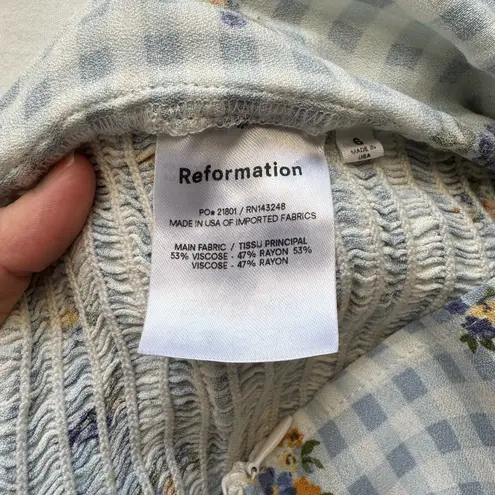 Reformation
PO# 21801 / RN143248
MADE IN USA OF IMPORTED FABRICS
MAIN FABRIC / TISSU PRINCIPAL
53% VISCOSE - 47% RAYON 53%
VISCOSE - 47% RAYON
6
MADE IN
USA